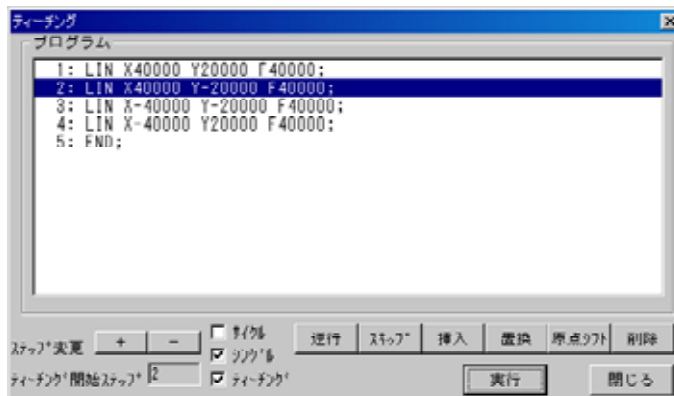 ティーチング
プログラム
1: LIN X40000 Y20000 F40000;
2: LIN X40000 Y-20000 F40000;
3: LIN X-40000 Y-20000 F40000;
4: LIN X-40000 Y20000 F40000;
5: END;
ステップ変更 + - サイクル 逆行 スキップ 挿入 置換 原点シフト 削除
シングル
ティーチング開始ステップ 2 ティーチング 実行 閉じる